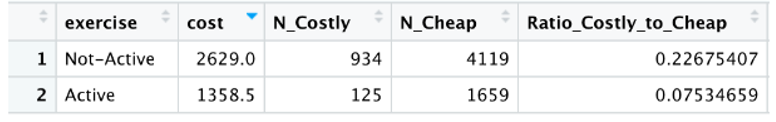 exercise cost N_Costly N_Cheap Ratio_Costly_to_Cheap
1 Not-Active 2629.0 934 4119 0.22675407
2 Active 1358.5 125 1659 0.07534659